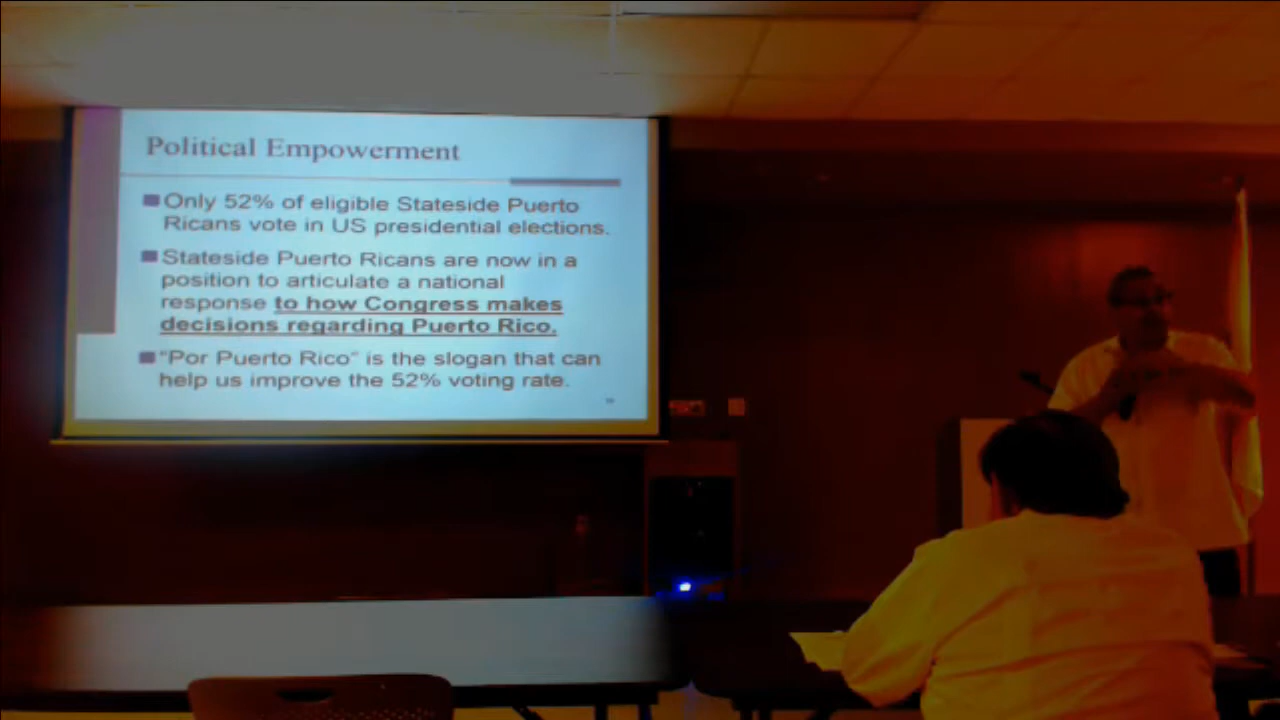 Political Empowerment
Only 52% of eligible Stateside Puerto
Ricans vote in US presidential elections.
Stateside Puerto Ricans are now in a
position to articulate a national
response to how Congress makes
decisions regarding Puerto Rico.
"Por Puerto Rico" is the slogan that can
help us improve the 52% voting rate.